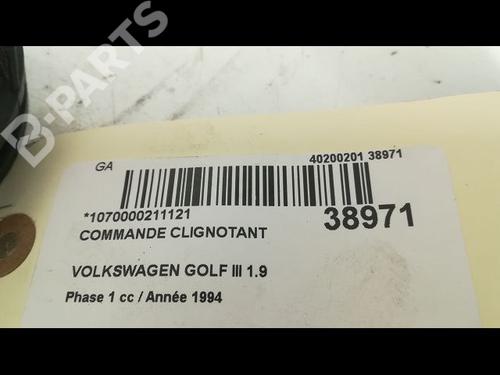 B-PARTS
GA
40200201 38971
*1070000211121
38971
COMMANDE CLIGNOTANT
VOLKSWAGEN GOLF III 1.9
Phase 1 cc / Année 1994